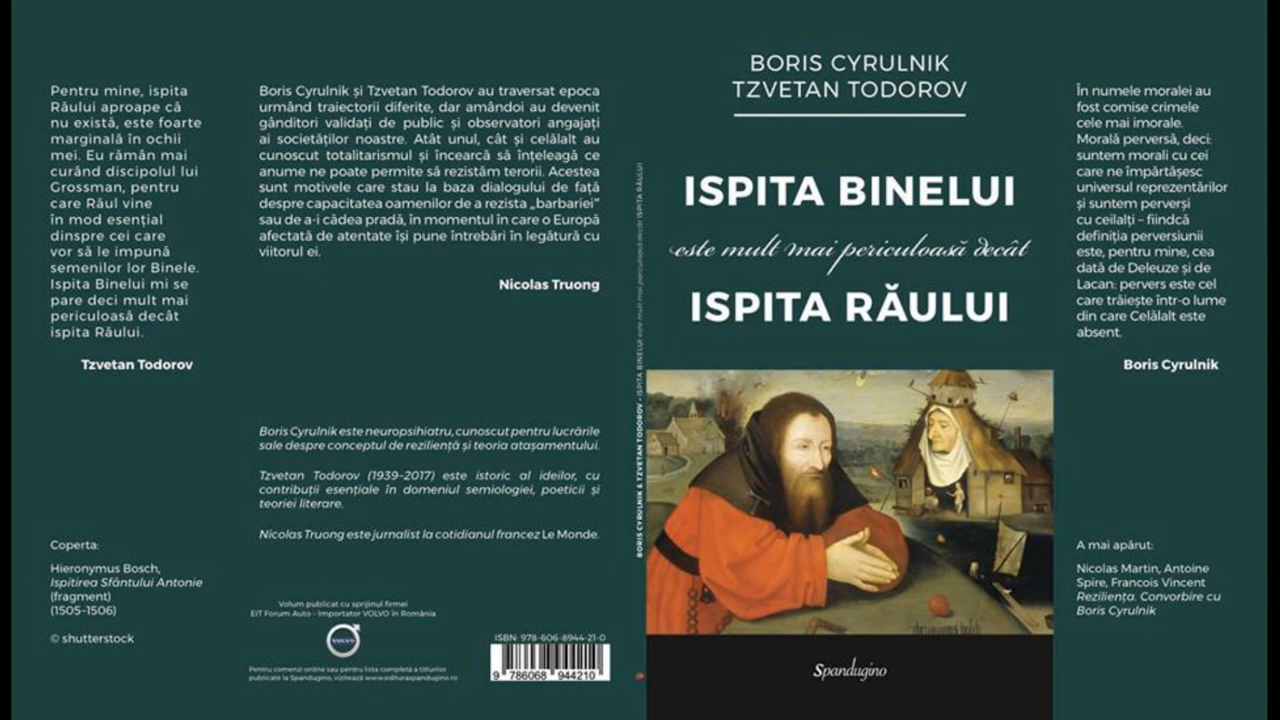 Pentru mine, ispita
Răului aproape că
nu există, este foarte
marginală în ochii
mei. Eu rămân mai
curând discipolul lui
Grossman, pentru
care Răul vine
în mod esențial
dinspre cei care
vor să le impună
semenilor lor Binele.
Ispita Binelui mi se
pare deci mult mai
periculoasă decât
ispita Răului.
Tzvetan Todorov
Coperta:
Hieronymus Bosch,
Ispitirea Sfântului Antonie
(fragment)
(1505-1506)
© shutterstock
Boris Cyrulnik și Tzvetan Todorov au traversat epoca
urmând traiectorii diferite, dar amândoi au devenit
gânditori validați de public și observatori angajați
ai societăților noastre. Atât unul, cât și celălalt au
cunoscut totalitarismul și încearcă să înțeleagă ce
anume ne poate permite să rezistăm terorii. Acestea
sunt motivele care stau la baza dialogului de față
despre capacitatea oamenilor de a rezista „barbariei”
sau de a-i cădea pradă, în momentul în care o Europă
afectată de atentate își pune întrebări în legătură cu
viitorul ei.
Nicolas Truong
Boris Cyrulnik este neuropsihiatru, cunoscut pentru lucrările
sale despre conceptul de reziliență și teoria atașamentului.
Tzvetan Todorov (1939-2017) este istoric al ideilor, cu
contribuții esențiale în domeniul semiologiei, poeticii și
teoriei literare.
Nicolas Truong este jurnalist la cotidianul francez Le Monde.
Volum publicat cu sprijinul firmei
EIT Forum Auto - Importator VOLVO în România
VOLVO
Pentru comenzi online sau pentru lista completă a titlurilor
publicate la Spandugino, vizitează www.edituraspandugino.ro
ISBN: 978-606-8944-21-0
9 786068 944210
BORIS CYRULNIK & TZVETAN TODOROV - ISPITA BINELUI este mult mai periculoasă decât ISPITA RĂULUI
BORIS CYRULNIK
TZVETAN TODOROV
ISPITA BINELUI
este mult mai periculoasă decât
ISPITA RĂULUI
Spandugino
În numele moralei au
fost comise crimele
cele mai imorale.
Morală perversă, deci:
suntem morali cu cei
care ne împărtășesc
universul reprezentărilor
și suntem perverși
cu ceilalți – fiindcă
definiția perversiunii
este, pentru mine, cea
dată de Deleuze și de
Lacan: pervers este cel
care trăiește într-o lume
din care Celălalt este
absent.
Boris Cyrulnik
A mai apărut:
Nicolas Martin, Antoine
Spire, Francois Vincent
Reziliența. Convorbire cu
Boris Cyrulnik